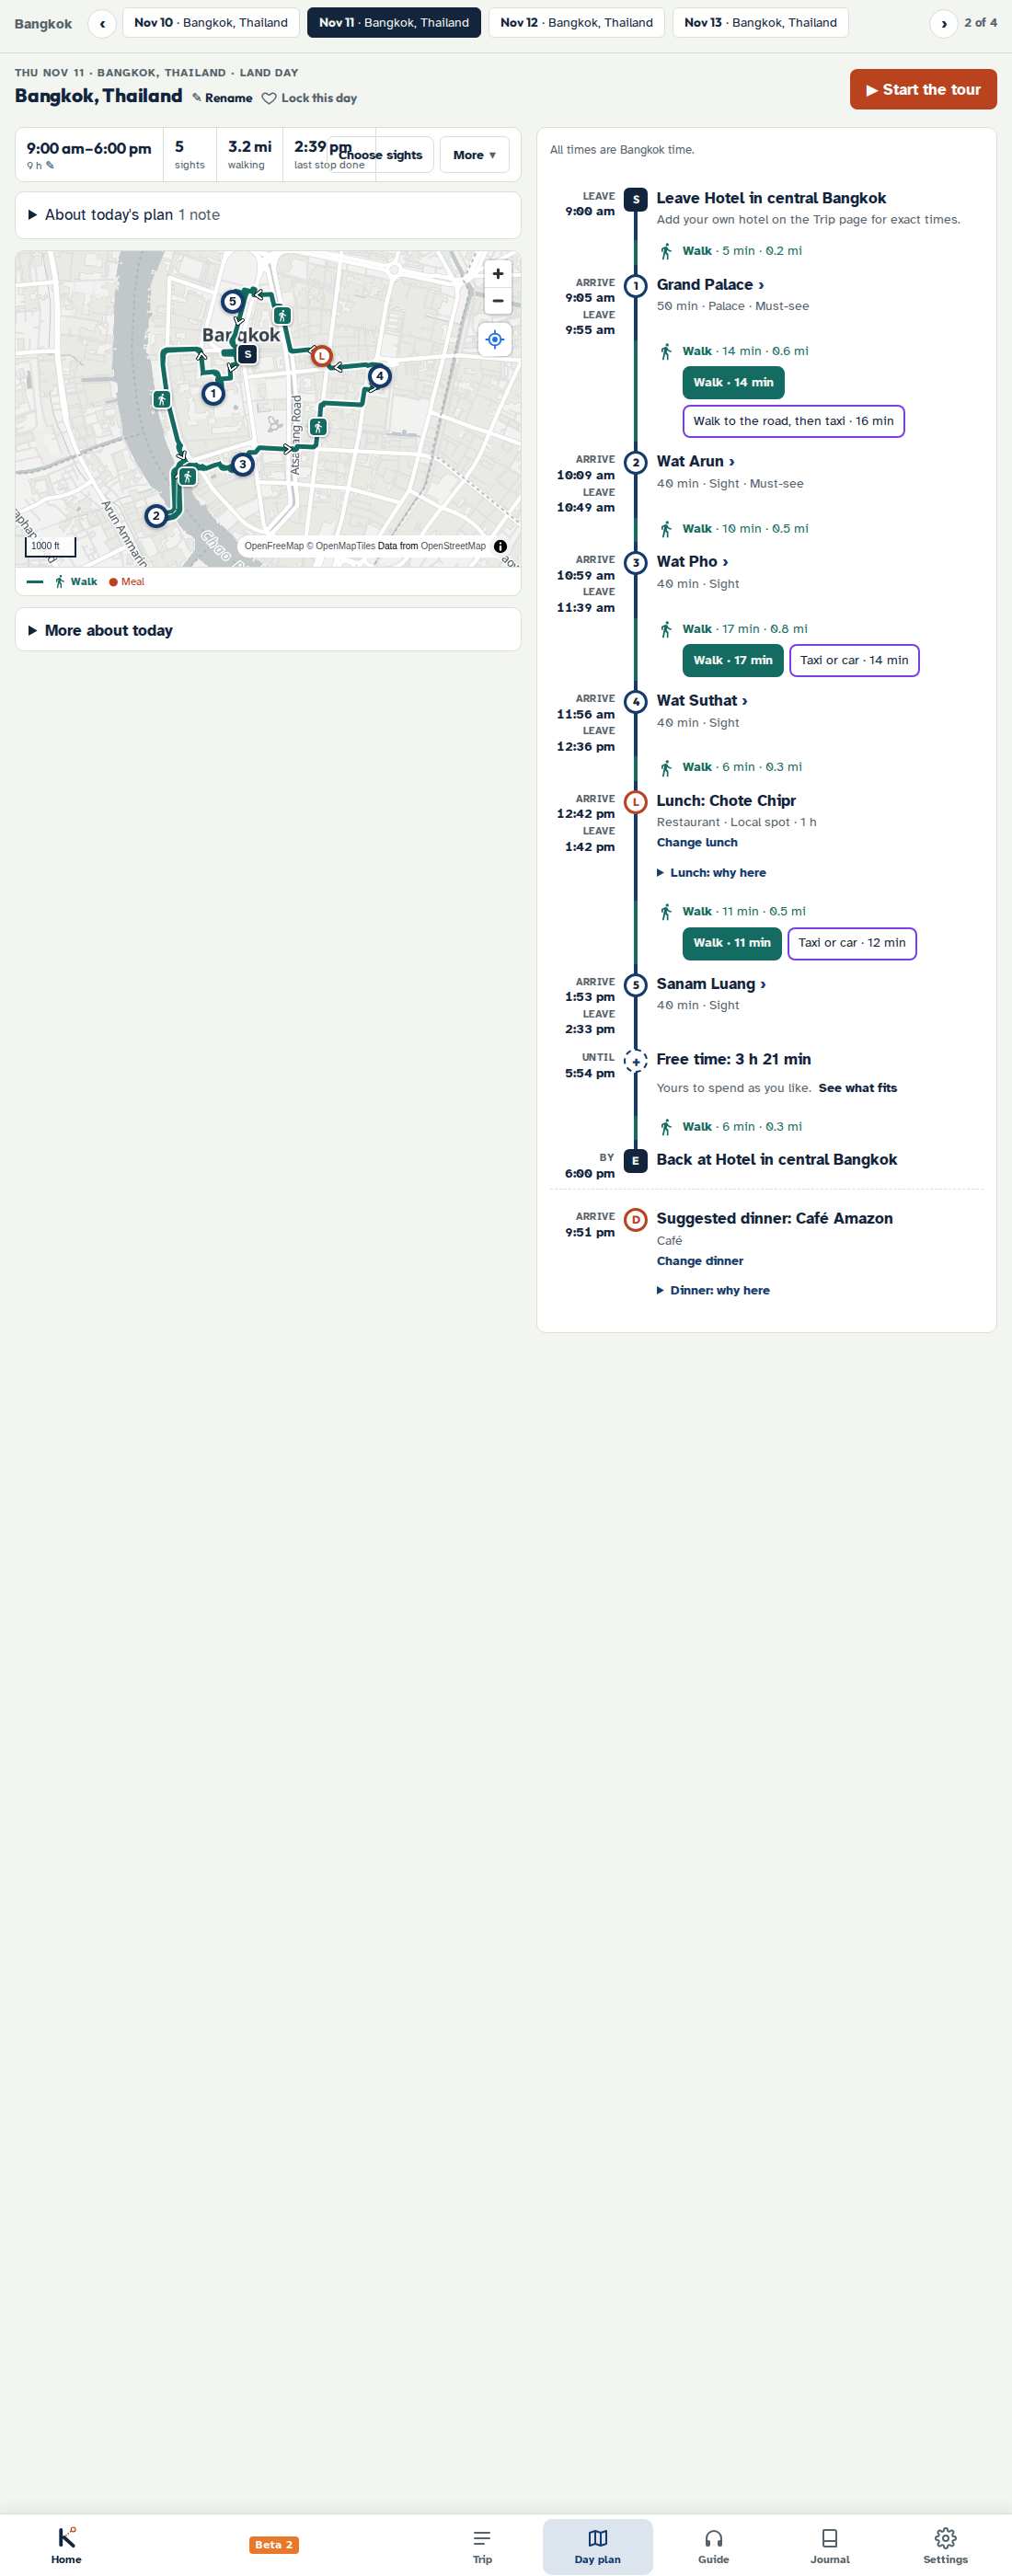 Bangkok
‹
Nov 10 · Bangkok, Thailand
Nov 11 · Bangkok, Thailand
Nov 12 · Bangkok, Thailand
Nov 13 · Bangkok, Thailand
›
2 of 4
THU NOV 11 · BANGKOK, THAILAND · LAND DAY
Bangkok, Thailand ✎ Rename Lock this day
▶ Start the tour
9:00 am–6:00 pm
9 h ✎
5
sights
3.2 mi
walking
2:39 pm
last stop done
Choose sights
More ▼
▶ About today's plan 1 note
5
Bangkok
S
L
4
1
Atsadang Road
3
2
Arun Ammarin
1000 ft
OpenFreeMap © OpenMapTiles Data from OpenStreetMap
Walk
Meal
▶ More about today
All times are Bangkok time.
LEAVE
9:00 am
S
Leave Hotel in central Bangkok
Add your own hotel on the Trip page for exact times.
Walk · 5 min · 0.2 mi
ARRIVE
9:05 am
LEAVE
9:55 am
1
Grand Palace ›
50 min · Palace · Must-see
Walk · 14 min · 0.6 mi
Walk · 14 min
Walk to the road, then taxi · 16 min
ARRIVE
10:09 am
LEAVE
10:49 am
2
Wat Arun ›
40 min · Sight · Must-see
Walk · 10 min · 0.5 mi
ARRIVE
10:59 am
LEAVE
11:39 am
3
Wat Pho ›
40 min · Sight
Walk · 17 min · 0.8 mi
Walk · 17 min
Taxi or car · 14 min
ARRIVE
11:56 am
LEAVE
12:36 pm
4
Wat Suthat ›
40 min · Sight
Walk · 6 min · 0.3 mi
ARRIVE
12:42 pm
LEAVE
1:42 pm
L
Lunch: Chote Chipr
Restaurant · Local spot · 1 h
Change lunch
▶ Lunch: why here
Walk · 11 min · 0.5 mi
Walk · 11 min
Taxi or car · 12 min
ARRIVE
1:53 pm
LEAVE
2:33 pm
5
Sanam Luang ›
40 min · Sight
UNTIL
5:54 pm
+
Free time: 3 h 21 min
Yours to spend as you like. See what fits
Walk · 6 min · 0.3 mi
BY
6:00 pm
E
Back at Hotel in central Bangkok
ARRIVE
9:51 pm
D
Suggested dinner: Café Amazon
Café
Change dinner
▶ Dinner: why here
Home
Beta 2
Trip
Day plan
Guide
Journal
Settings